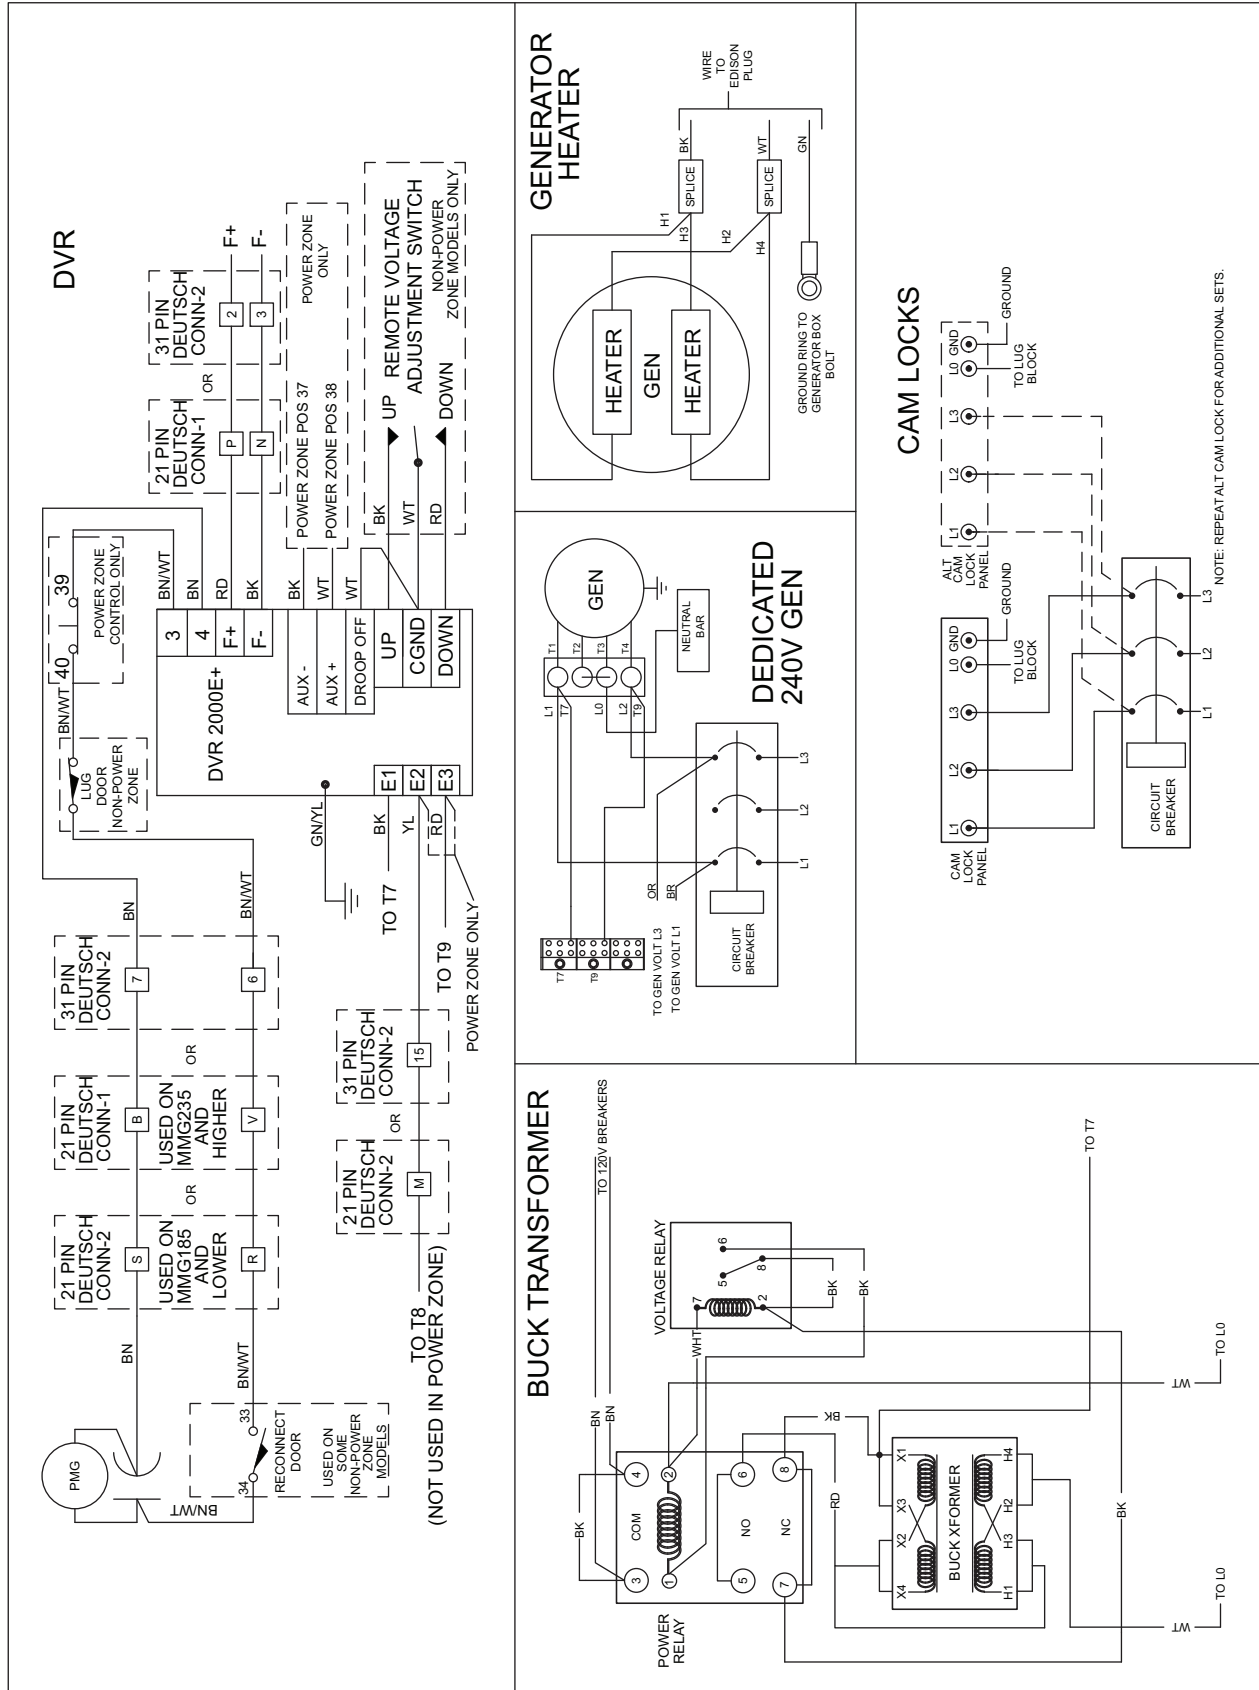 DVR
PMG
BN/WT
34
33
RECONNECT
DOOR
USED ON
SOME
NON-POWER
ZONE
MODELS
BN
BN/WT
21 PIN
DEUTSCH
CONN-2
S
USED ON
MMG185
AND
LOWER
R
OR
21 PIN
DEUTSCH
CONN-1
B
USED ON
MMG235
AND
HIGHER
V
OR
31 PIN
DEUTSCH
CONN-2
7
6
BN
BN/WT
LUG
DOOR
NON-POWER
ZONE
BN/WT
40
39
POWER ZONE
CONTROL ONLY
GN/YL
DVR 2000E+
3
4
F+
F-
AUX -
AUX +
DROOP OFF
UP
CGND
DOWN
E1
E2
E3
BN/WT
BN
RD
BK
BK
WT
WT
21 PIN
DEUTSCH
CONN-1
P
N
OR
31 PIN
DEUTSCH
CONN-2
2
3
F+
F-
POWER ZONE POS 37
POWER ZONE POS 38
POWER ZONE
ONLY
BK
WT
RD
UP
DOWN
REMOTE VOLTAGE
ADJUSTMENT SWITCH
NON-POWER
ZONE MODELS ONLY
BK
YL
RD
TO T7
TO T9
POWER ZONE ONLY
31 PIN
DEUTSCH
CONN-2
15
OR
21 PIN
DEUTSCH
CONN-2
M
TO T8
(NOT USED IN POWER ZONE)
BUCK TRANSFORMER
TO 120V BREAKERS
BN
BN
BK
3
4
COM
1
2
5
6
NO
7
8
NC
POWER
RELAY
VOLTAGE RELAY
7
2
5
8
6
WHT
BK
BK
BK
RD
X4
X2
X3
X1
BUCK XFORMER
H1
H3
H2
H4
TO T7
WT
TO L0
WT
TO L0
BK
DEDICATED
240V GEN
GEN
T1
T2
T3
T4
L1
T7
L0
L2
T9
NEUTRAL
BAR
T7
T9
OR
BR
TO GEN VOLT L3
TO GEN VOLT L1
CIRCUIT
BREAKER
L1
L2
L3
GENERATOR
HEATER
HEATER
GEN
HEATER
H1
H3
H2
H4
SPLICE
SPLICE
BK
WT
GN
WIRE
TO
EDISON
PLUG
GROUND RING TO
GENERATOR BOX
BOLT
CAM LOCKS
CAM
LOCK
PANEL
L1
L2
L3
L0
GND
TO LUG
BLOCK
GROUND
ALT
CAM
LOCK
PANEL
L1
L2
L3
L0
GND
TO LUG
BLOCK
GROUND
CIRCUIT
BREAKER
L1
L2
L3
NOTE: REPEAT ALT CAM LOCK FOR ADDITIONAL SETS.